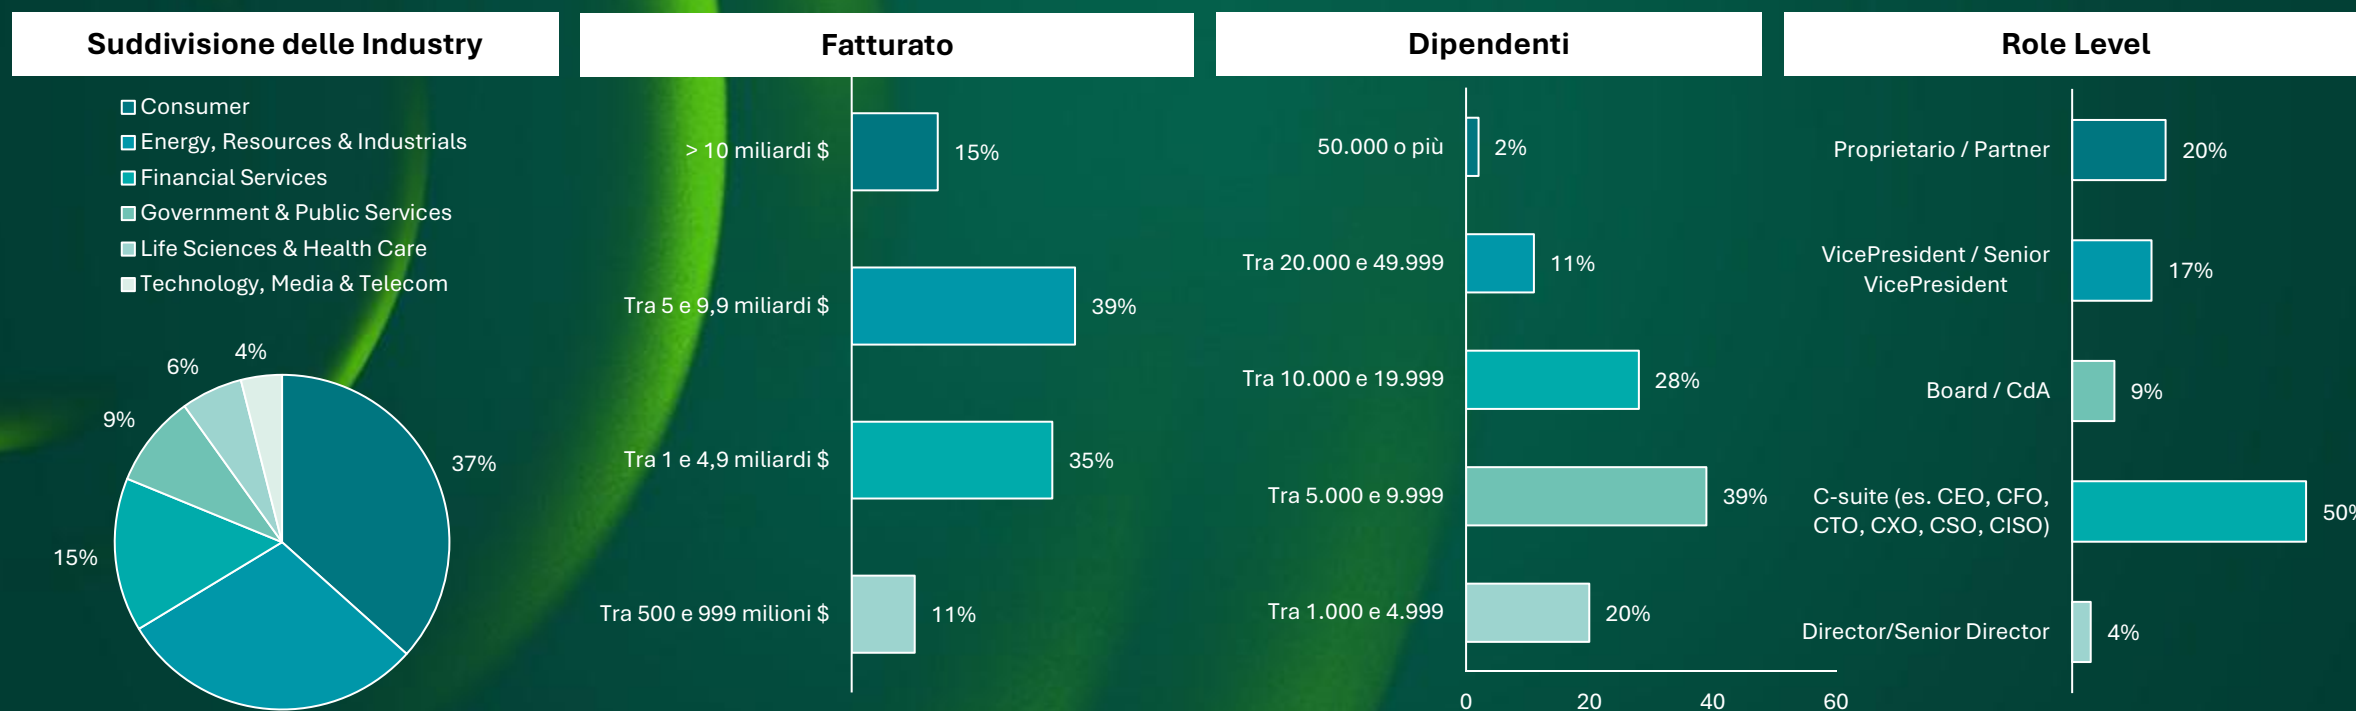 Suddivisione delle Industry
Consumer
Energy, Resources & Industrials
Financial Services
Government & Public Services
Life Sciences & Health Care
Technology, Media & Telecom
4%
6%
9%
37%
15%
Fatturato
> 10 miliardi $
15%
Tra 5 e 9,9 miliardi $
39%
Tra 1 e 4,9 miliardi $
35%
Tra 500 e 999 milioni $
11%
Dipendenti
50.000 o più
2%
Tra 20.000 e 49.999
11%
Tra 10.000 e 19.999
28%
Tra 5.000 e 9.999
39%
Tra 1.000 e 4.999
20%
0 20 40 60
Role Level
Proprietario / Partner
20%
VicePresident / Senior
VicePresident
17%
Board / CdA
9%
C-suite (es. CEO, CFO,
CTO, CXO, CSO, CISO)
50%
Director/Senior Director
4%